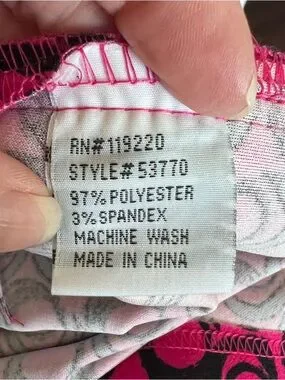 RN#119220
STYLE#53770
97% POLYESTER
3% SPANDEX
MACHINE WASH
MADE IN CHINA